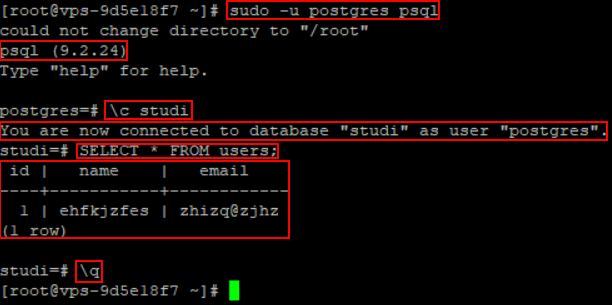 [root@vps-9d5e18f7 ~]# sudo -u postgres psql
could not change directory to "/root"
psql (9.2.24)
Type "help" for help.
postgres=# \c studi
You are now connected to database "studi" as user "postgres".
studi=# SELECT * FROM users;
 id |   name    |   email
----+-----------+------------
  1 | ehfkjzfes | zhizq@zjhz
(1 row)
studi=# \q
[root@vps-9d5e18f7 ~]#